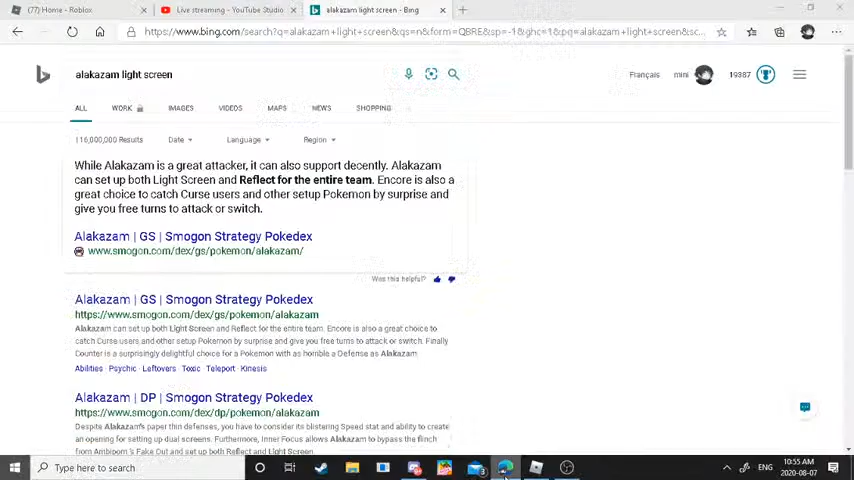 (77) Home - Roblox
Live streaming - YouTube Studio
alakazam light screen - Bing
https://www.bing.com/search?q=alakazam+light+screen&qs=n&form=QBRE&sp=-1&ghc=1&pq=alakazam+light+screen&sc...
alakazam light screen
Français
mini
19387
ALL
WORK
IMAGES
VIDEOS
MAPS
NEWS
SHOPPING
116,000,000 Results
Date
Language
Region
While Alakazam is a great attacker, it can also support decently. Alakazam
can set up both Light Screen and Reflect for the entire team. Encore is also a
great choice to catch Curse users and other setup Pokemon by surprise and
give you free turns to attack or switch.
Alakazam | GS | Smogon Strategy Pokedex
www.smogon.com/dex/gs/pokemon/alakazam/
Was this helpful?
Alakazam | GS | Smogon Strategy Pokedex
https://www.smogon.com/dex/gs/pokemon/alakazam
Alakazam can set up both Light Screen and Reflect for the entire team. Encore is also a great choice to
catch Curse users and other setup Pokemon by surprise and give you free turns to attack or switch. Finally
Counter is a surprisingly delightful choice for a Pokemon with as horrible a Defense as Alakazam.
Abilities · Psychic · Leftovers · Toxic · Teleport · Kinesis
Alakazam | DP | Smogon Strategy Pokedex
https://www.smogon.com/dex/dp/pokemon/alakazam
Despite Alakazam's paper thin defenses, you have to consider its blistering Speed stat and ability to create
an opening for setting up dual screens. Furthermore, Inner Focus allows Alakazam to bypass the flinch
from Ambipom's Fake Out and set up both Reflect and Light Screen.
Type here to search
3
ENG
10:55 AM
2020-08-07